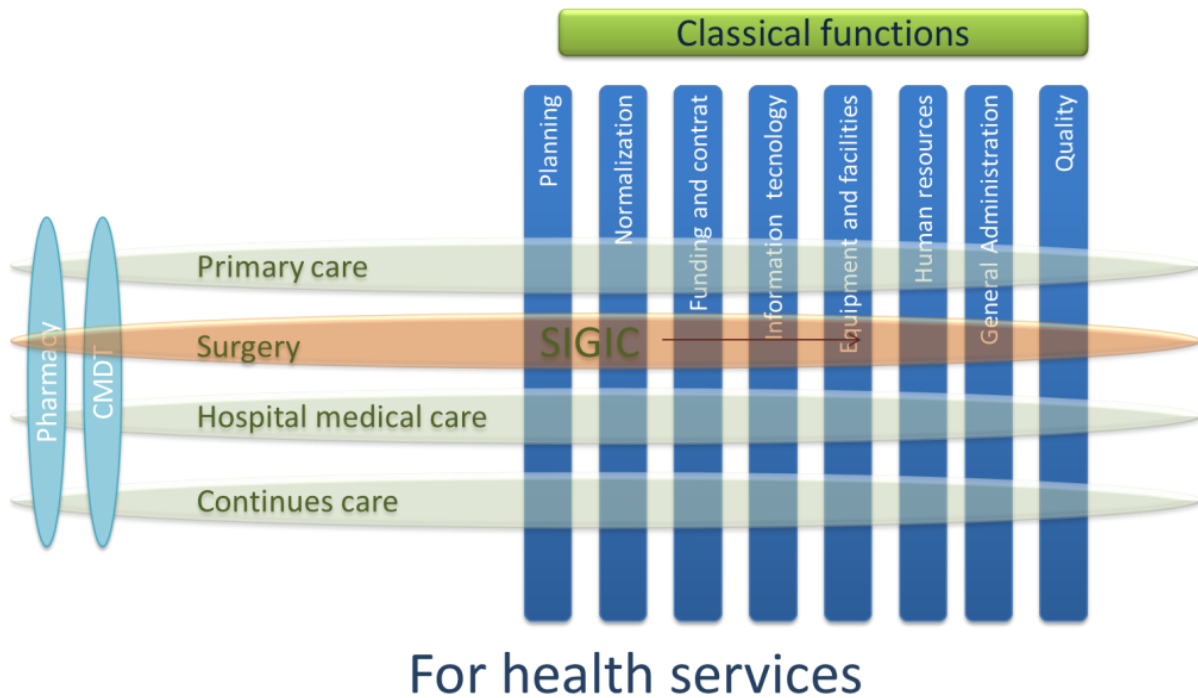 Classical functions
Planning
Normalization
Funding and contrat
Information tecnology
Equipment and facilities
Human resources
General Administration
Quality
Pharmacy
CMDT
Primary care
Surgery
SIGIC
Hospital medical care
Continues care
For health services